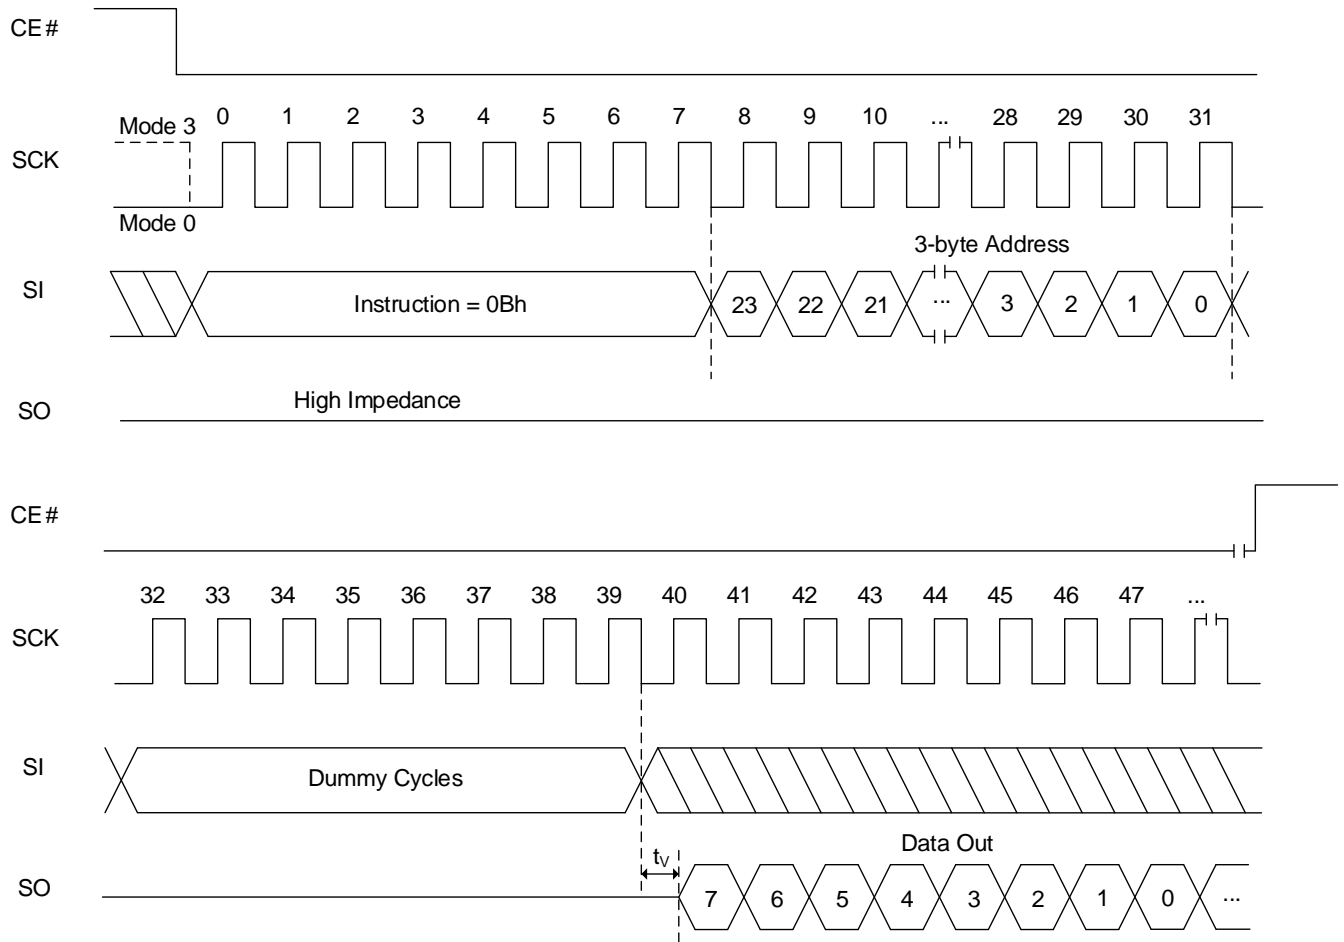 CE#
0 1 2 3 4 5 6 7 8 9 10 ... 28 29 30 31
Mode 3
SCK
Mode 0
3-byte Address
SI
Instruction = 0Bh 23 22 21 ... 3 2 1 0
High Impedance
SO
CE#
32 33 34 35 36 37 38 39 40 41 42 43 44 45 46 47 ...
SCK
SI
Dummy Cycles
Data Out
tV
SO
7 6 5 4 3 2 1 0 ...